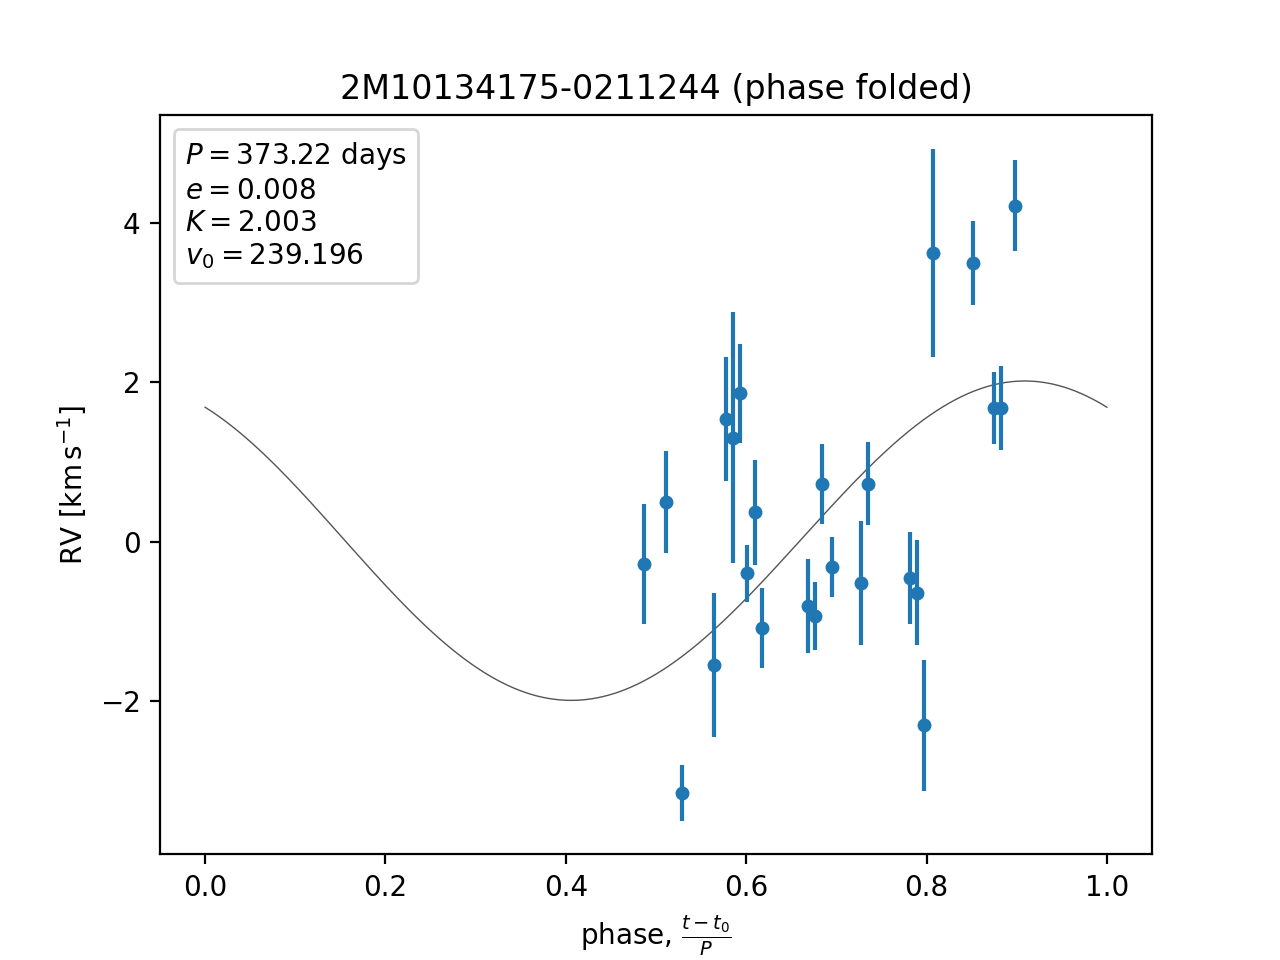 2M10134175-0211244 (phase folded)
P = 373.22 days
e = 0.008
K = 2.003
v₀ = 239.196
4
2
0
−2
RV [km s⁻¹]
0.0 0.2 0.4 0.6 0.8 1.0
phase, (t − t₀)/P